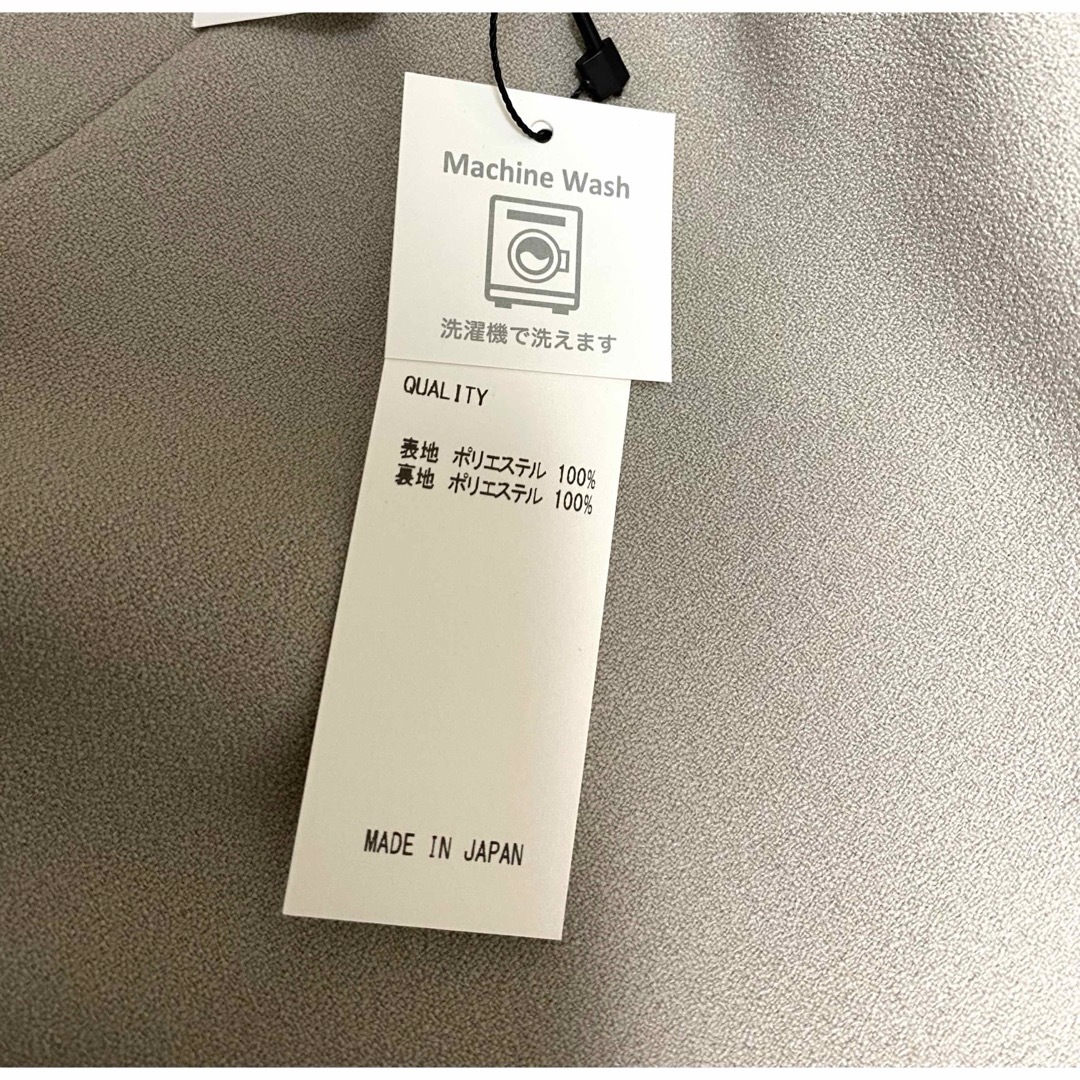 Machine Wash
洗濯機で洗えます
QUALITY
表地 ポリエステル 100%
裏地 ポリエステル 100%
MADE IN JAPAN